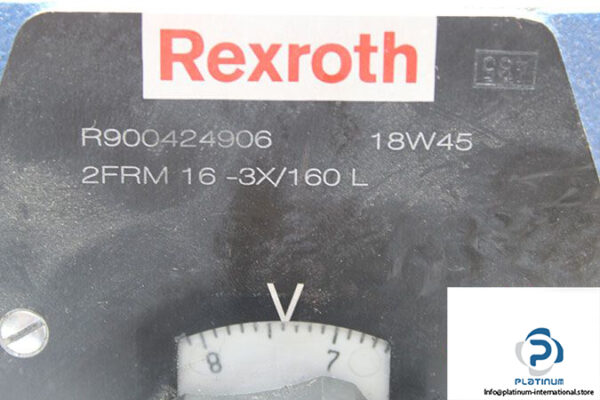 Rexroth
R900424906 18W45
2FRM 16 -3X/160 L
V
8 7
PLATINUM
Info@platinum-international.store